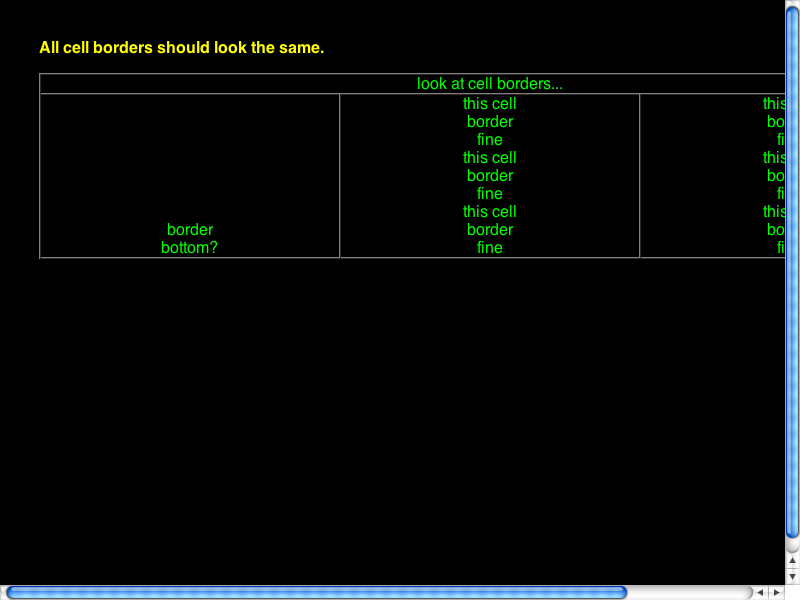 All cell borders should look the same.
look at cell borders...
border
bottom?
this cell
border
fine
this cell
border
fine
this cell
border
fine
this
bo
fi
this
bo
fi
this
bo
fi